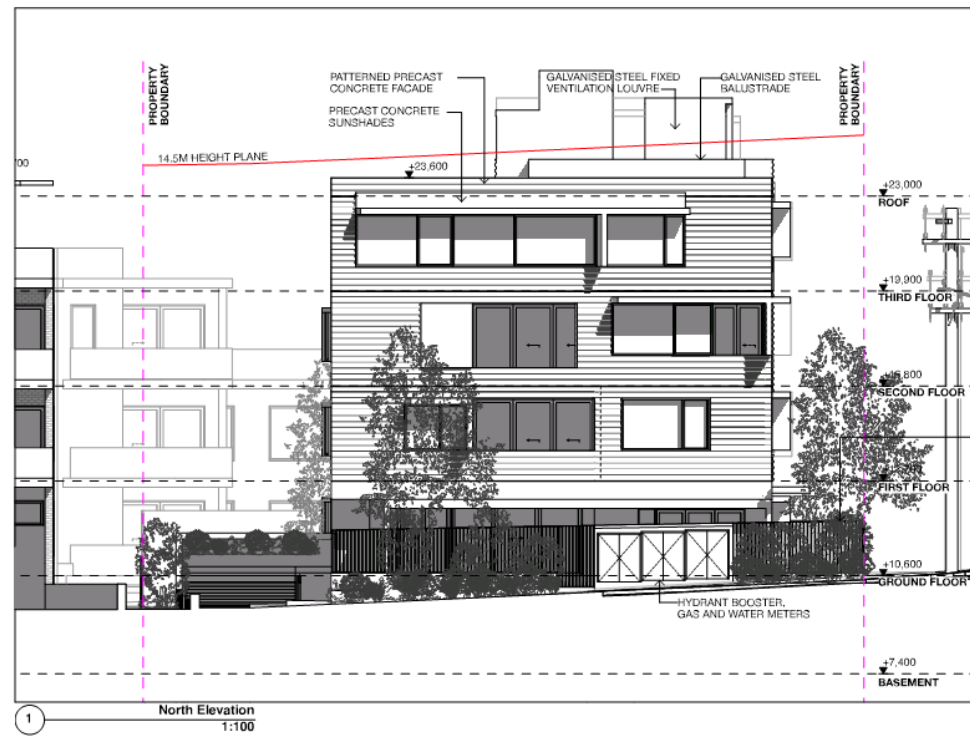 PROPERTY
BOUNDARY
PATTERNED PRECAST
CONCRETE FACADE
PRECAST CONCRETE
SUNSHADES
GALVANISED STEEL FIXED
VENTILATION LOUVRE
GALVANISED STEEL
BALUSTRADE
PROPERTY
BOUNDARY
14.5M HEIGHT PLANE
+23,600
+23,000
ROOF
+19,900
THIRD FLOOR
SECOND FLOOR
FIRST FLOOR
+10,600
GROUND FLOOR
HYDRANT BOOSTER,
GAS AND WATER METERS
+7,400
BASEMENT
1
North Elevation
1:100